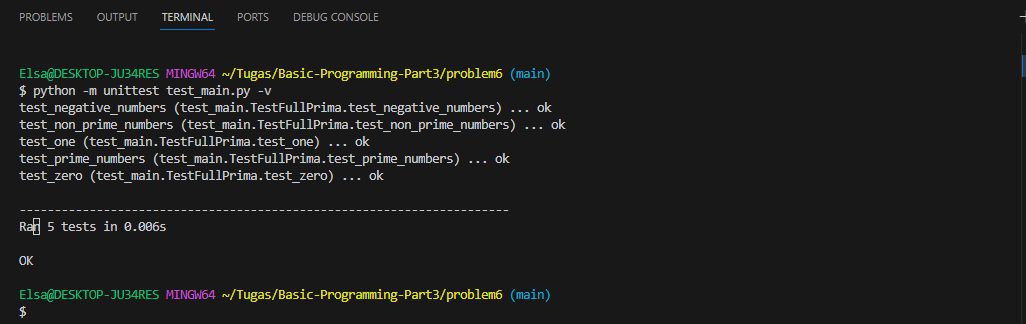 PROBLEMS OUTPUT TERMINAL PORTS DEBUG CONSOLE
Elsa@DESKTOP-JU34RES MINGW64 ~/Tugas/Basic-Programming-Part3/problem6 (main)
$ python -m unittest test_main.py -v
test_negative_numbers (test_main.TestFullPrima.test_negative_numbers) ... ok
test_non_prime_numbers (test_main.TestFullPrima.test_non_prime_numbers) ... ok
test_one (test_main.TestFullPrima.test_one) ... ok
test_prime_numbers (test_main.TestFullPrima.test_prime_numbers) ... ok
test_zero (test_main.TestFullPrima.test_zero) ... ok
----------------------------------------------------------------------
Ran 5 tests in 0.006s
OK
Elsa@DESKTOP-JU34RES MINGW64 ~/Tugas/Basic-Programming-Part3/problem6 (main)
$